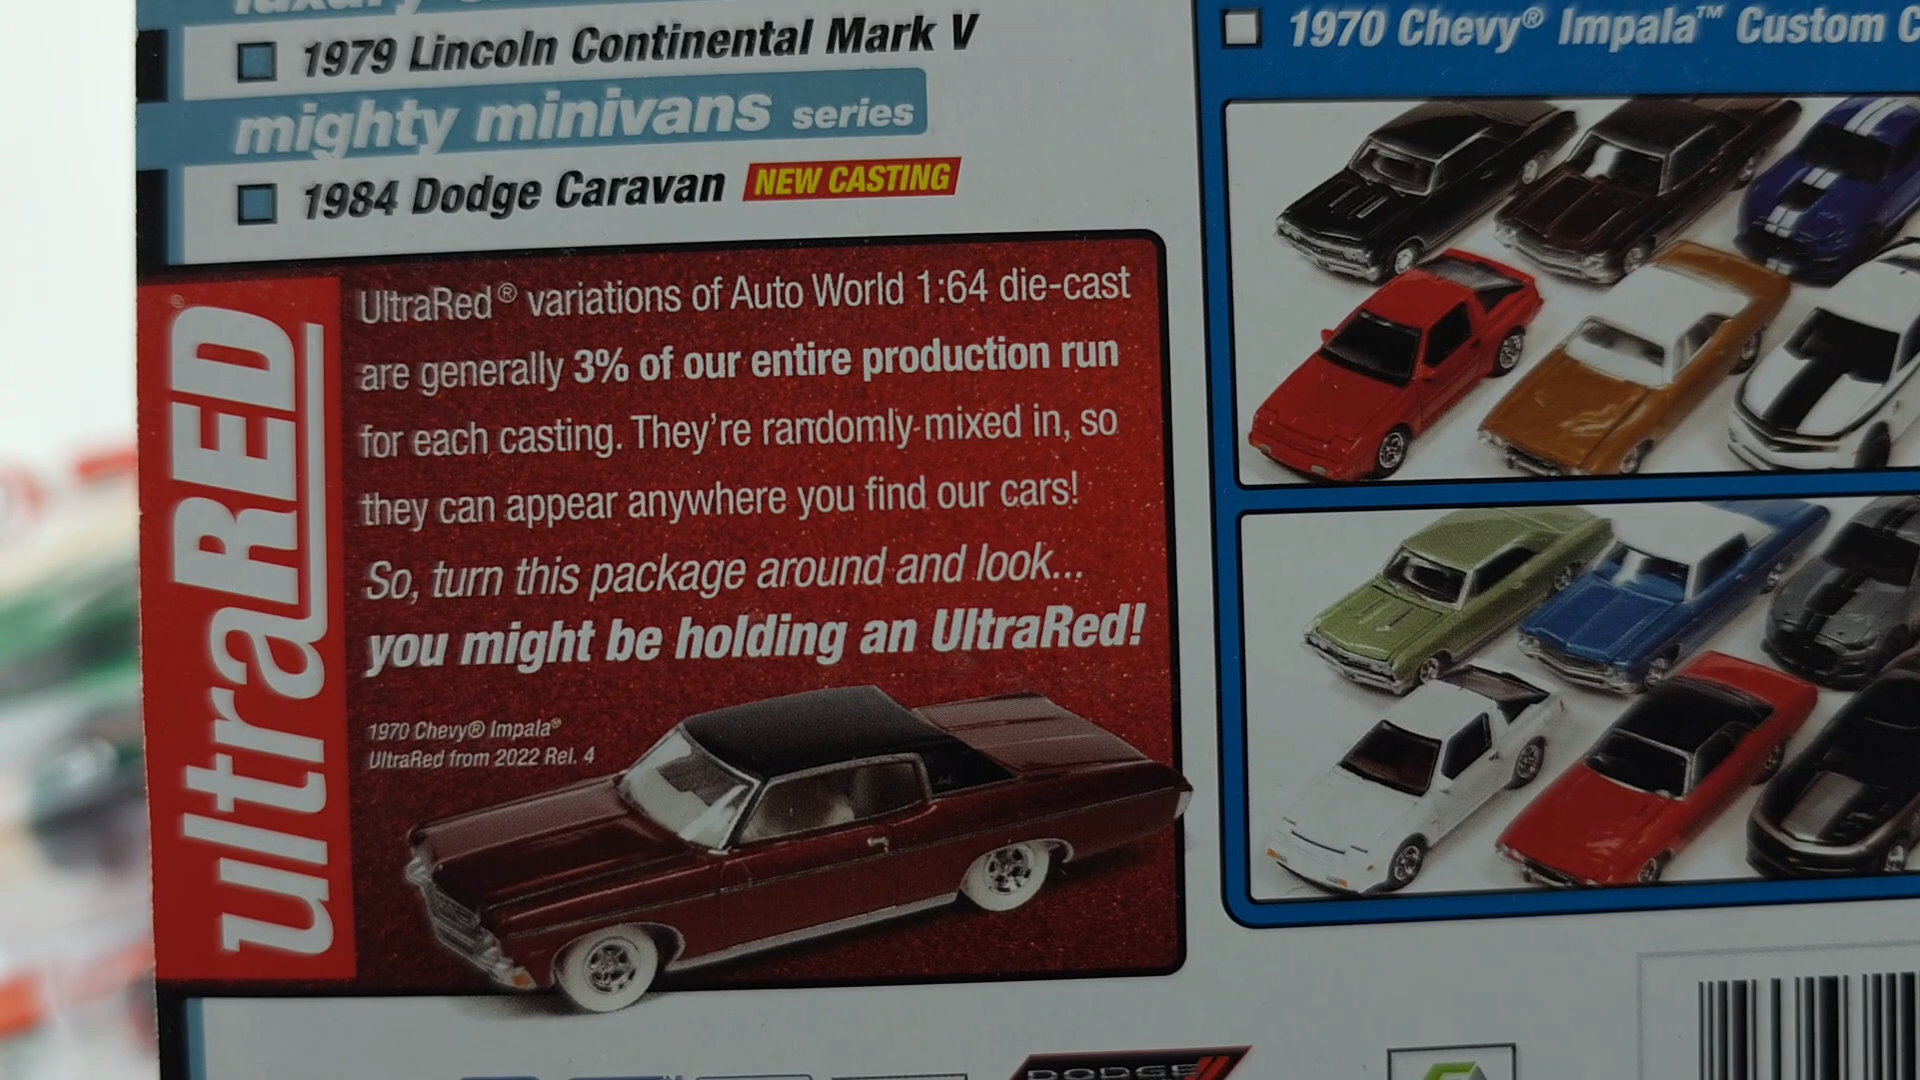 1979 Lincoln Continental Mark V
mighty minivans series
1984 Dodge Caravan NEW CASTING
ultraRED®
UltraRed® variations of Auto World 1:64 die-cast
are generally 3% of our entire production run
for each casting. They're randomly-mixed in, so
they can appear anywhere you find our cars!
So, turn this package around and look...
you might be holding an UltraRed!
1970 Chevy® Impala®
UltraRed from 2022 Rel. 4
1970 Chevy® Impala™ Custom
DODGE